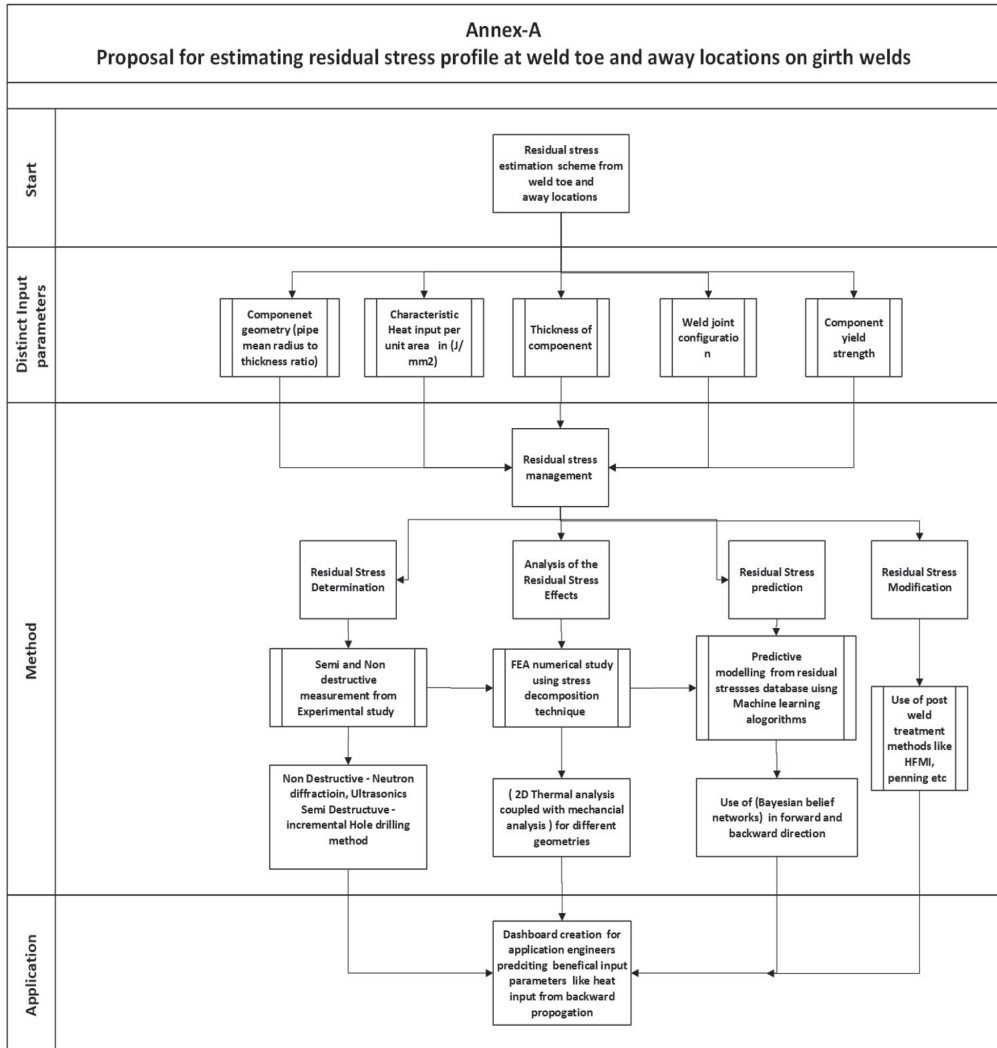 Annex-A
Proposal for estimating residual stress profile at weld toe and away locations on girth welds
Start
Residual stress
estimation scheme from
weld toe and
away locations
Distinct Input
parameters
Componenet
geometry (pipe
mean radius to
thickness ratio)
Characteristic
Heat input per
unit area in (J/
mm2)
Thickness of
compoenent
Weld joint
configuratio
n
Component
yield
strength
Method
Residual stress
management
Residual Stress
Determination
Analysis of the
Residual Stress
Effects
Residual Stress
prediction
Residual Stress
Modification
Semi and Non
destructive
measurement from
Experimental study
FEA numerical study
using stress
decomposition
technique
Predictive
modelling from residual
stressses database uisng
Machine learning
alogorithms
Use of post
weld
treatment
methods like
HFMI,
penning etc
Non Destructive - Neutron
diffractioin, Ultrasonics
Semi Destructuve -
incremental Hole drilling
method
( 2D Thermal analysis
coupled with mechancial
analysis ) for different
geometries
Use of (Bayesian belief
networks) in forward and
backward direction
Application
Dashboard creation for
application engineers
predciting benefical input
parameters like heat
input from backward
propogation